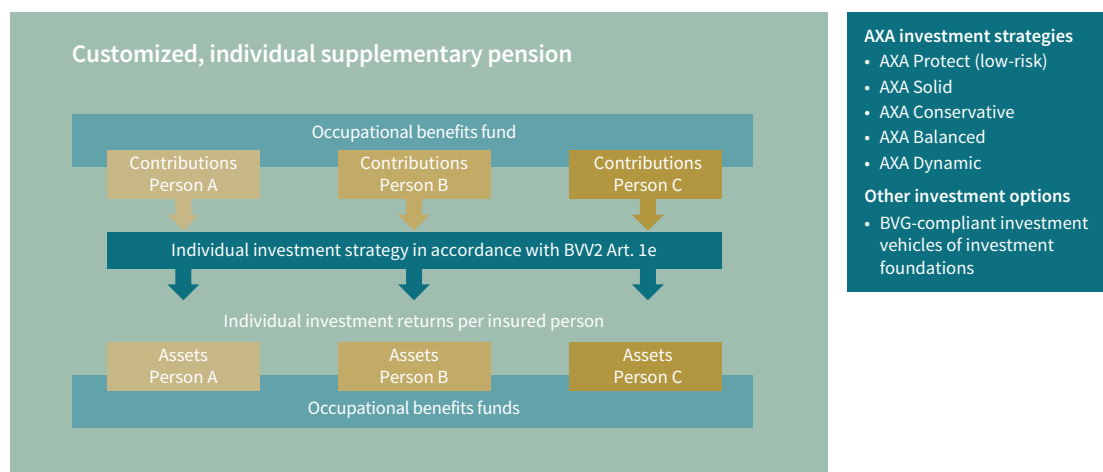 Customized, individual supplementary pension
Occupational benefits fund
Contributions
Person A
Contributions
Person B
Contributions
Person C
Individual investment strategy in accordance with BVV2 Art. 1e
Individual investment returns per insured person
Assets
Person A
Assets
Person B
Assets
Person C
Occupational benefits funds
AXA investment strategies
• AXA Protect (low-risk)
• AXA Solid
• AXA Conservative
• AXA Balanced
• AXA Dynamic
Other investment options
• BVG-compliant investment
vehicles of investment
foundations